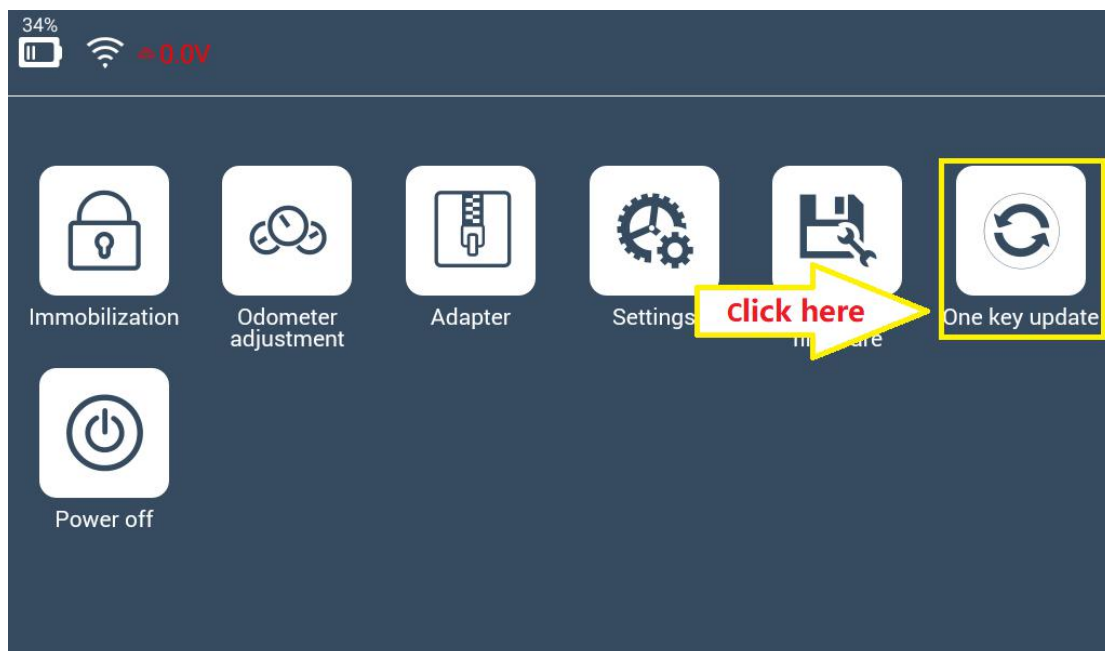 34%
0.0V
Immobilization
Odometer
adjustment
Adapter
Settings
Click here
One key update
Power off